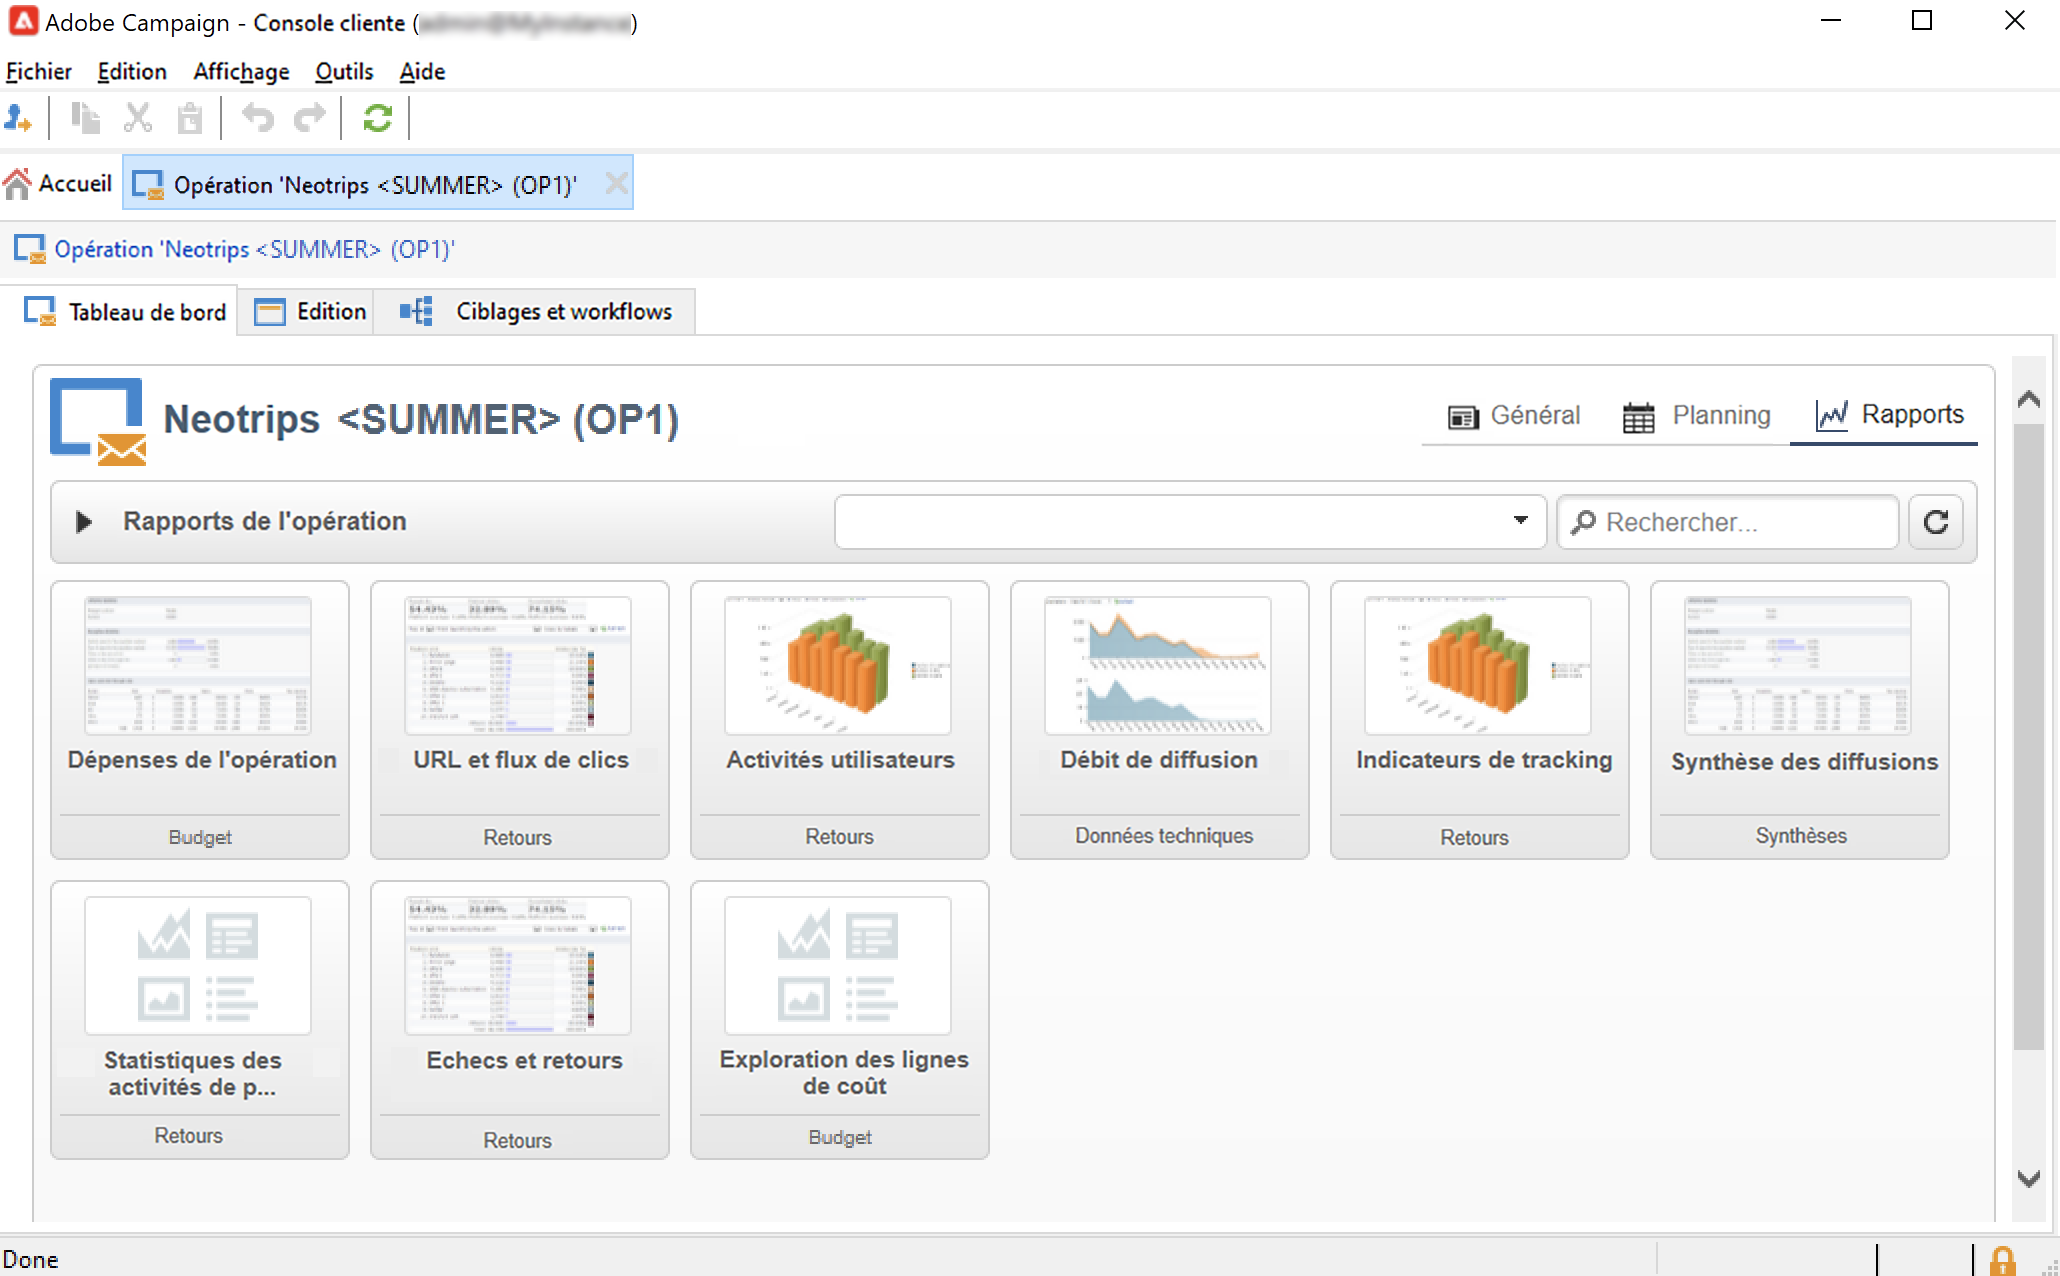 Adobe Campaign - Console cliente ( )
Fichier Edition Affichage Outils Aide
Accueil Opération 'Neotrips <SUMMER> (OP1)'
Opération 'Neotrips <SUMMER> (OP1)'
Tableau de bord Edition Ciblages et workflows
Neotrips <SUMMER> (OP1)
Général Planning Rapports
Rapports de l'opération
Rechercher...
Dépenses de l'opération
Budget
URL et flux de clics
Retours
Activités utilisateurs
Retours
Débit de diffusion
Données techniques
Indicateurs de tracking
Retours
Synthèse des diffusions
Synthèses
Statistiques des
activités de p...
Retours
Echecs et retours
Retours
Exploration des lignes
de coût
Budget
Done